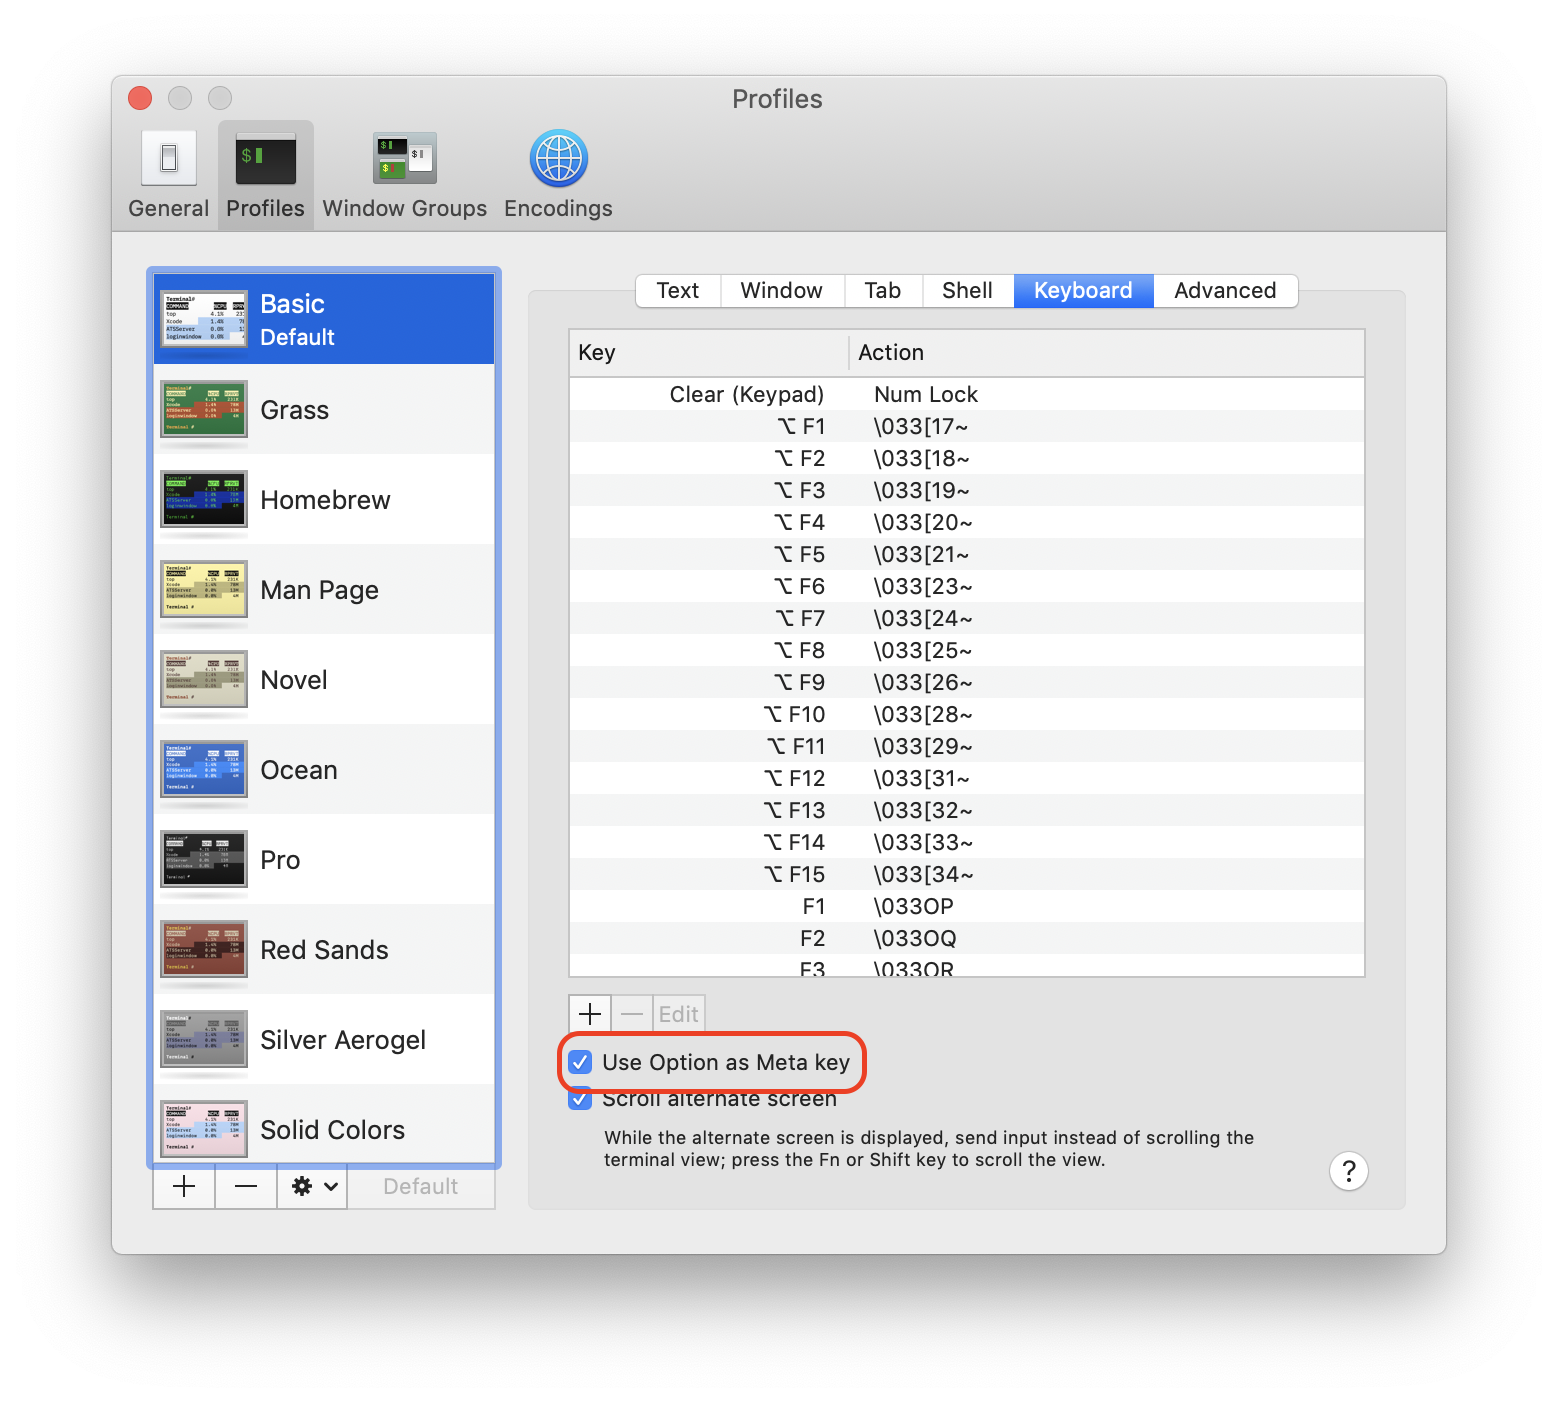 Profiles
General
Profiles
Window Groups
Encodings
Basic
Default
Grass
Homebrew
Man Page
Novel
Ocean
Pro
Red Sands
Silver Aerogel
Solid Colors
Default
Text Window Tab Shell Keyboard Advanced
Key Action
Clear (Keypad) Num Lock
⌥ F1 \033[17~
⌥ F2 \033[18~
⌥ F3 \033[19~
⌥ F4 \033[20~
⌥ F5 \033[21~
⌥ F6 \033[23~
⌥ F7 \033[24~
⌥ F8 \033[25~
⌥ F9 \033[26~
⌥ F10 \033[28~
⌥ F11 \033[29~
⌥ F12 \033[31~
⌥ F13 \033[32~
⌥ F14 \033[33~
⌥ F15 \033[34~
F1 \033OP
F2 \033OQ
F3 \033OR
Edit
Use Option as Meta key
Scroll alternate screen
While the alternate screen is displayed, send input instead of scrolling the
terminal view; press the Fn or Shift key to scroll the view.
?